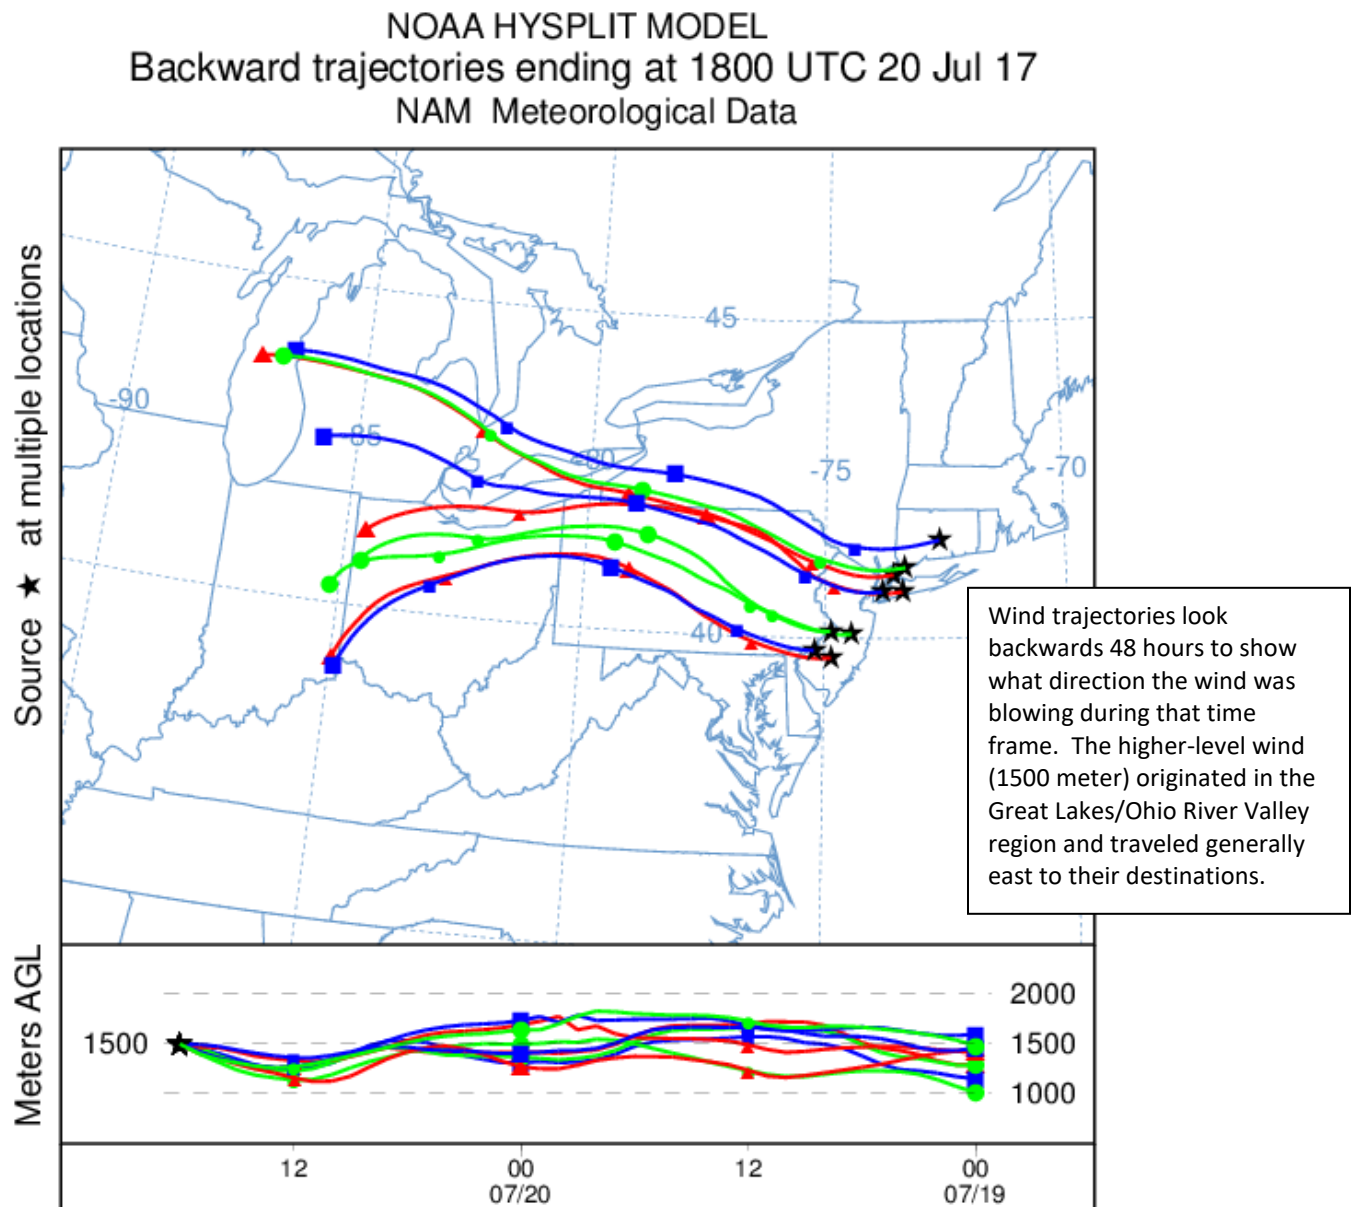 NOAA HYSPLIT MODEL
Backward trajectories ending at 1800 UTC 20 Jul 17
NAM Meteorological Data
Source ★ at multiple locations
45
-90
-85
-80
-75
-70
40
Wind trajectories look
backwards 48 hours to show
what direction the wind was
blowing during that time
frame. The higher-level wind
(1500 meter) originated in the
Great Lakes/Ohio River Valley
region and traveled generally
east to their destinations.
Meters AGL
1500
2000
1500
1000
12 00 12 00
07/20 07/19